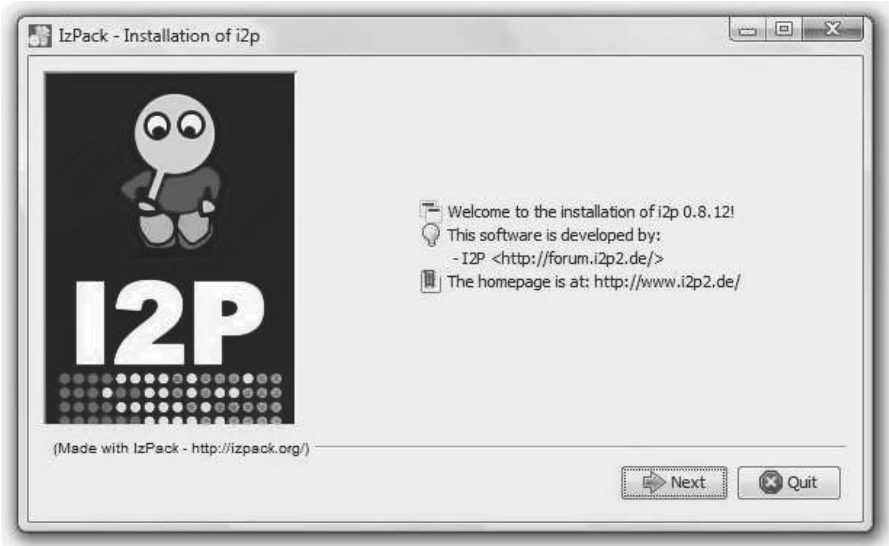 IzPack - Installation of i2p
I2P
Welcome to the installation of i2p 0.8.12!
This software is developed by:
- I2P <http://forum.i2p2.de/>
The homepage is at: http://www.i2p2.de/
(Made with IzPack - http://izpack.org/)
Next
Quit